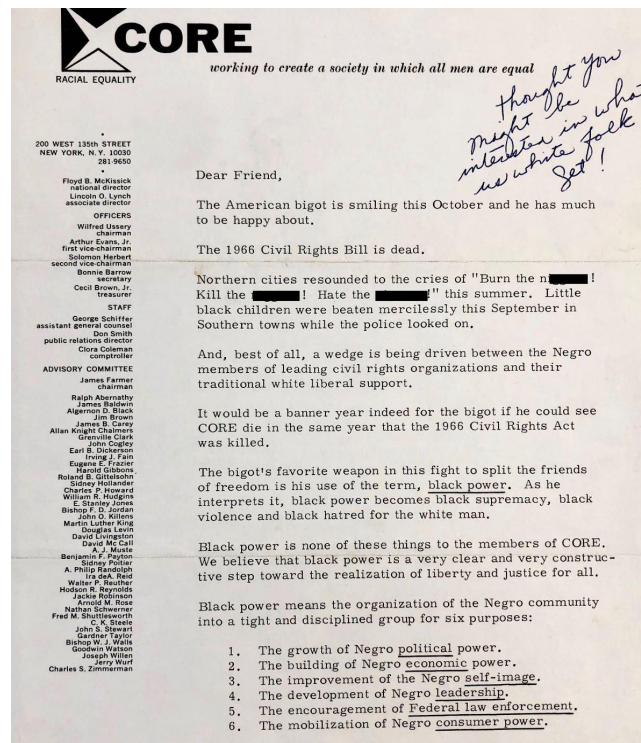 CORE
RACIAL EQUALITY
working to create a society in which all men are equal
thought you
might be
interested in what
us white folk
get!
200 WEST 135th STREET
NEW YORK, N.Y. 10030
281-9650
Floyd B. McKissick
national director
Lincoln O. Lynch
associate director
OFFICERS
Wilfred Ussery
chairman
Arthur Evans, Jr.
first vice-chairman
Solomon Herbert
second vice-chairman
Bonnie Barrow
secretary
Cecil Brown, Jr.
treasurer
STAFF
George Schiffer
assistant general counsel
Don Smith
public relations director
Clora Coleman
comptroller
ADVISORY COMMITTEE
James Farmer
chairman
Ralph Abernathy
James Baldwin
Algernon D. Black
Jim Brown
James B. Carey
Allan Knight Chalmers
Grenville Clark
John Cogley
Earl B. Dickerson
Irving J. Fain
Eugene E. Frazier
Harold Gibbons
Roland B. Gittelsohn
Sidney Hollander
Charles P. Howard
William R. Hudgins
E. Stanley Jones
Bishop F. D. Jordan
John O. Killens
Martin Luther King
Douglas Levin
David Livingston
David Mc Call
A. J. Muste
Benjamin F. Payton
Sidney Poitier
A. Philip Randolph
Ira deA. Reid
Walter P. Reuther
Hodson R. Reynolds
Jackie Robinson
Arnold M. Rose
Nathan Schwerner
Fred M. Shuttlesworth
C. K. Steele
John S. Stewart
Gardner Taylor
Bishop W. J. Walls
Goodwin Watson
Joseph Willen
Jerry Wurf
Charles S. Zimmerman
Dear Friend,
The American bigot is smiling this October and he has much
to be happy about.
The 1966 Civil Rights Bill is dead.
Northern cities resounded to the cries of "Burn the ni !
Kill the ! Hate the !" this summer. Little
black children were beaten mercilessly this September in
Southern towns while the police looked on.
And, best of all, a wedge is being driven between the Negro
members of leading civil rights organizations and their
traditional white liberal support.
It would be a banner year indeed for the bigot if he could see
CORE die in the same year that the 1966 Civil Rights Act
was killed.
The bigot's favorite weapon in this fight to split the friends
of freedom is his use of the term, black power. As he
interprets it, black power becomes black supremacy, black
violence and black hatred for the white man.
Black power is none of these things to the members of CORE.
We believe that black power is a very clear and very construc-
tive step toward the realization of liberty and justice for all.
Black power means the organization of the Negro community
into a tight and disciplined group for six purposes:
1. The growth of Negro political power.
2. The building of Negro economic power.
3. The improvement of the Negro self-image.
4. The development of Negro leadership.
5. The encouragement of Federal law enforcement.
6. The mobilization of Negro consumer power.